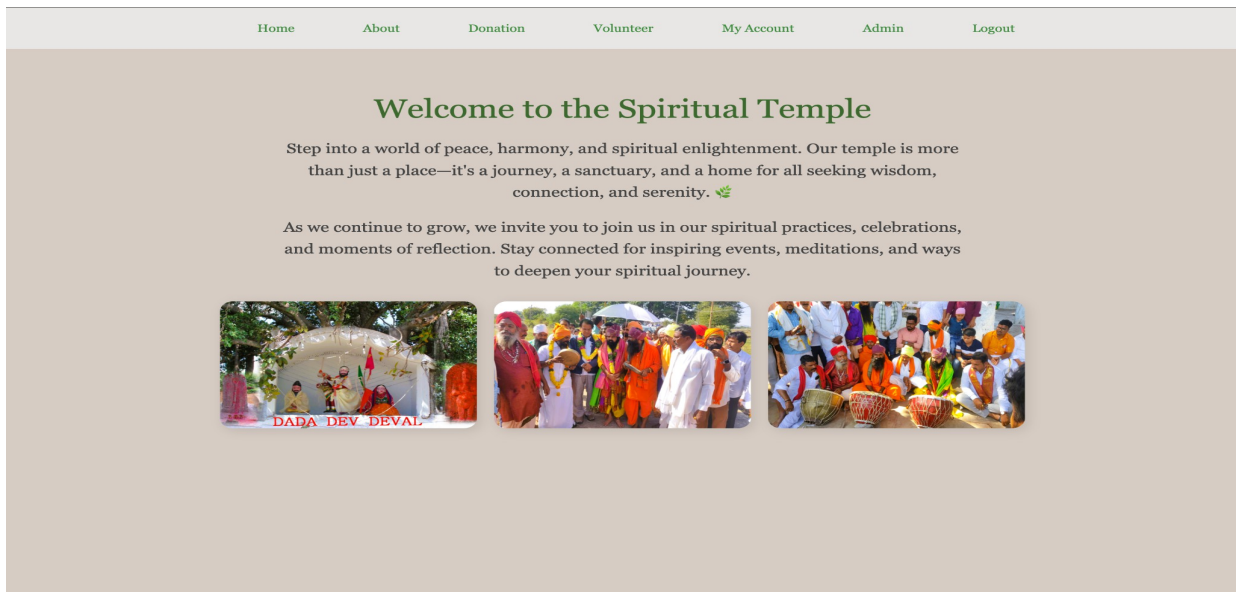 Home About Donation Volunteer My Account Admin Logout
Welcome to the Spiritual Temple
Step into a world of peace, harmony, and spiritual enlightenment. Our temple is more
than just a place—it's a journey, a sanctuary, and a home for all seeking wisdom,
connection, and serenity. 🌿
As we continue to grow, we invite you to join us in our spiritual practices, celebrations,
and moments of reflection. Stay connected for inspiring events, meditations, and ways
to deepen your spiritual journey.
DADA DEV DEVAL